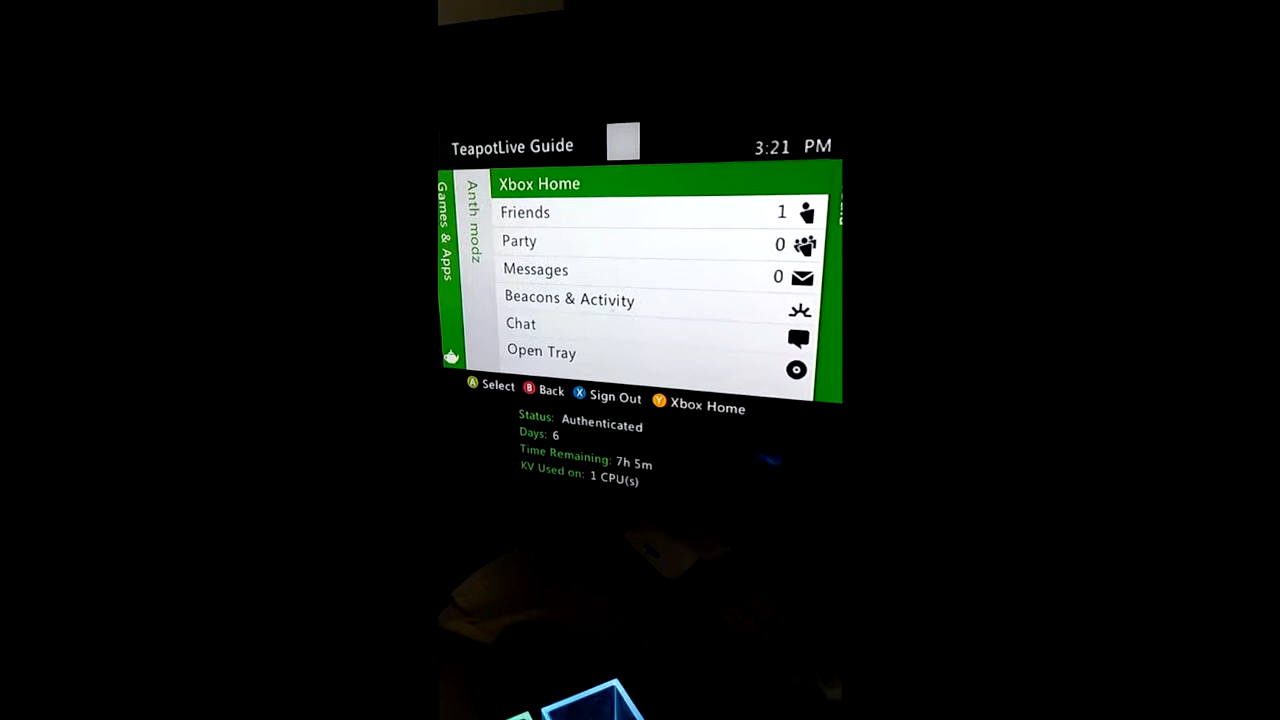 TeapotLive Guide
3:21 PM
Games & Apps
Anth modz
Xbox Home
Friends 1
Party 0
Messages 0
Beacons & Activity
Chat
Open Tray
A Select B Back X Sign Out Y Xbox Home
Status: Authenticated
Days: 6
Time Remaining: 7h 5m
KV Used on: 1 CPU(s)